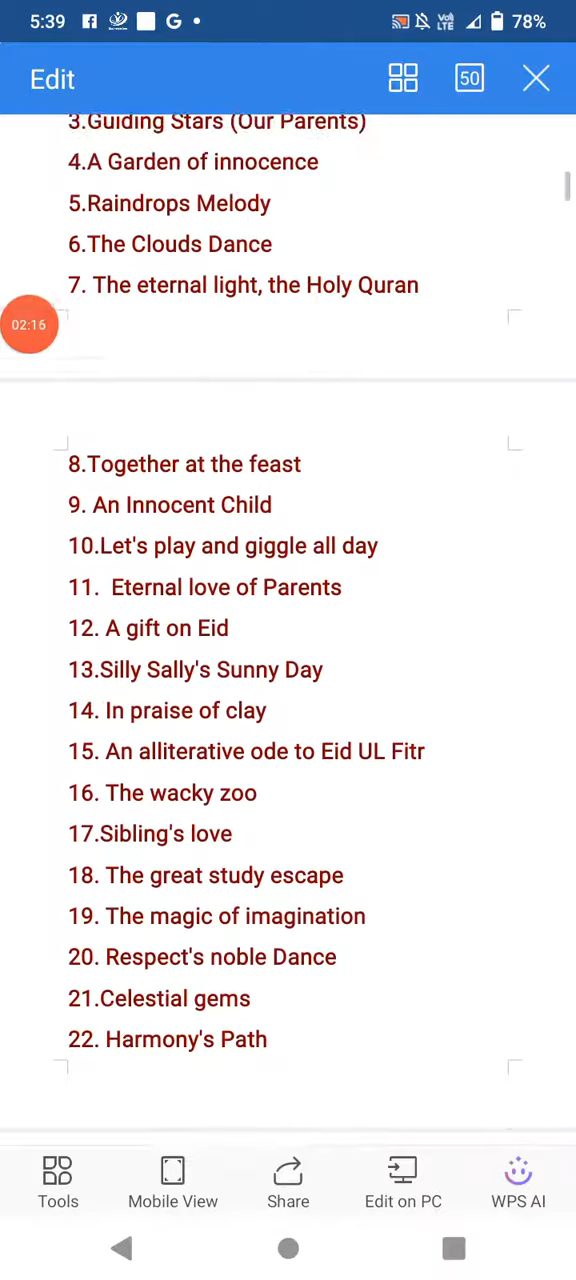 5:39
Vo)
LTE
78%
Edit
50
3.Guiding Stars (Our Parents)
4.A Garden of innocence
5.Raindrops Melody
6.The Clouds Dance
7. The eternal light, the Holy Quran
02:16
8.Together at the feast
9. An Innocent Child
10.Let's play and giggle all day
11.  Eternal love of Parents
12. A gift on Eid
13.Silly Sally's Sunny Day
14. In praise of clay
15. An alliterative ode to Eid UL Fitr
16. The wacky zoo
17.Sibling's love
18. The great study escape
19. The magic of imagination
20. Respect's noble Dance
21.Celestial gems
22. Harmony's Path
Tools
Mobile View
Share
Edit on PC
WPS AI